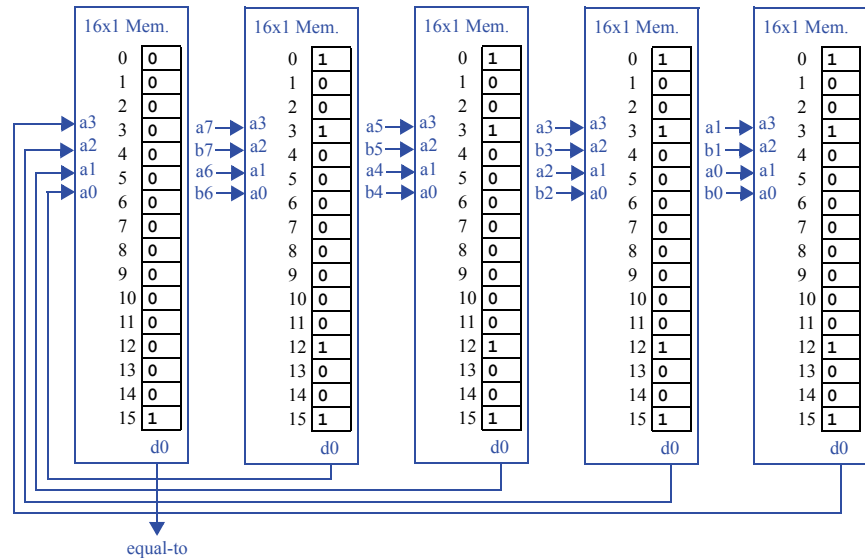 16x1 Mem. 16x1 Mem. 16x1 Mem. 16x1 Mem. 16x1 Mem.
0 0 0 1 0 1 0 1 0 1
1 0 1 0 1 0 1 0 1 0
2 0 2 0 2 0 2 0 2 0
a3 3 0 a7 a3 3 1 a5 a3 3 1 a3 a3 3 1 a1 a3 3 1
a2 4 0 b7 a2 4 0 b5 a2 4 0 b3 a2 4 0 b1 a2 4 0
a1 5 0 a6 a1 5 0 a4 a1 5 0 a2 a1 5 0 a0 a1 5 0
a0 6 0 b6 a0 6 0 b4 a0 6 0 b2 a0 6 0 b0 a0 6 0
7 0 7 0 7 0 7 0 7 0
8 0 8 0 8 0 8 0 8 0
9 0 9 0 9 0 9 0 9 0
10 0 10 0 10 0 10 0 10 0
11 0 11 0 11 0 11 0 11 0
12 0 12 1 12 1 12 1 12 1
13 0 13 0 13 0 13 0 13 0
14 0 14 0 14 0 14 0 14 0
15 1 15 1 15 1 15 1 15 1
d0 d0 d0 d0 d0
equal-to